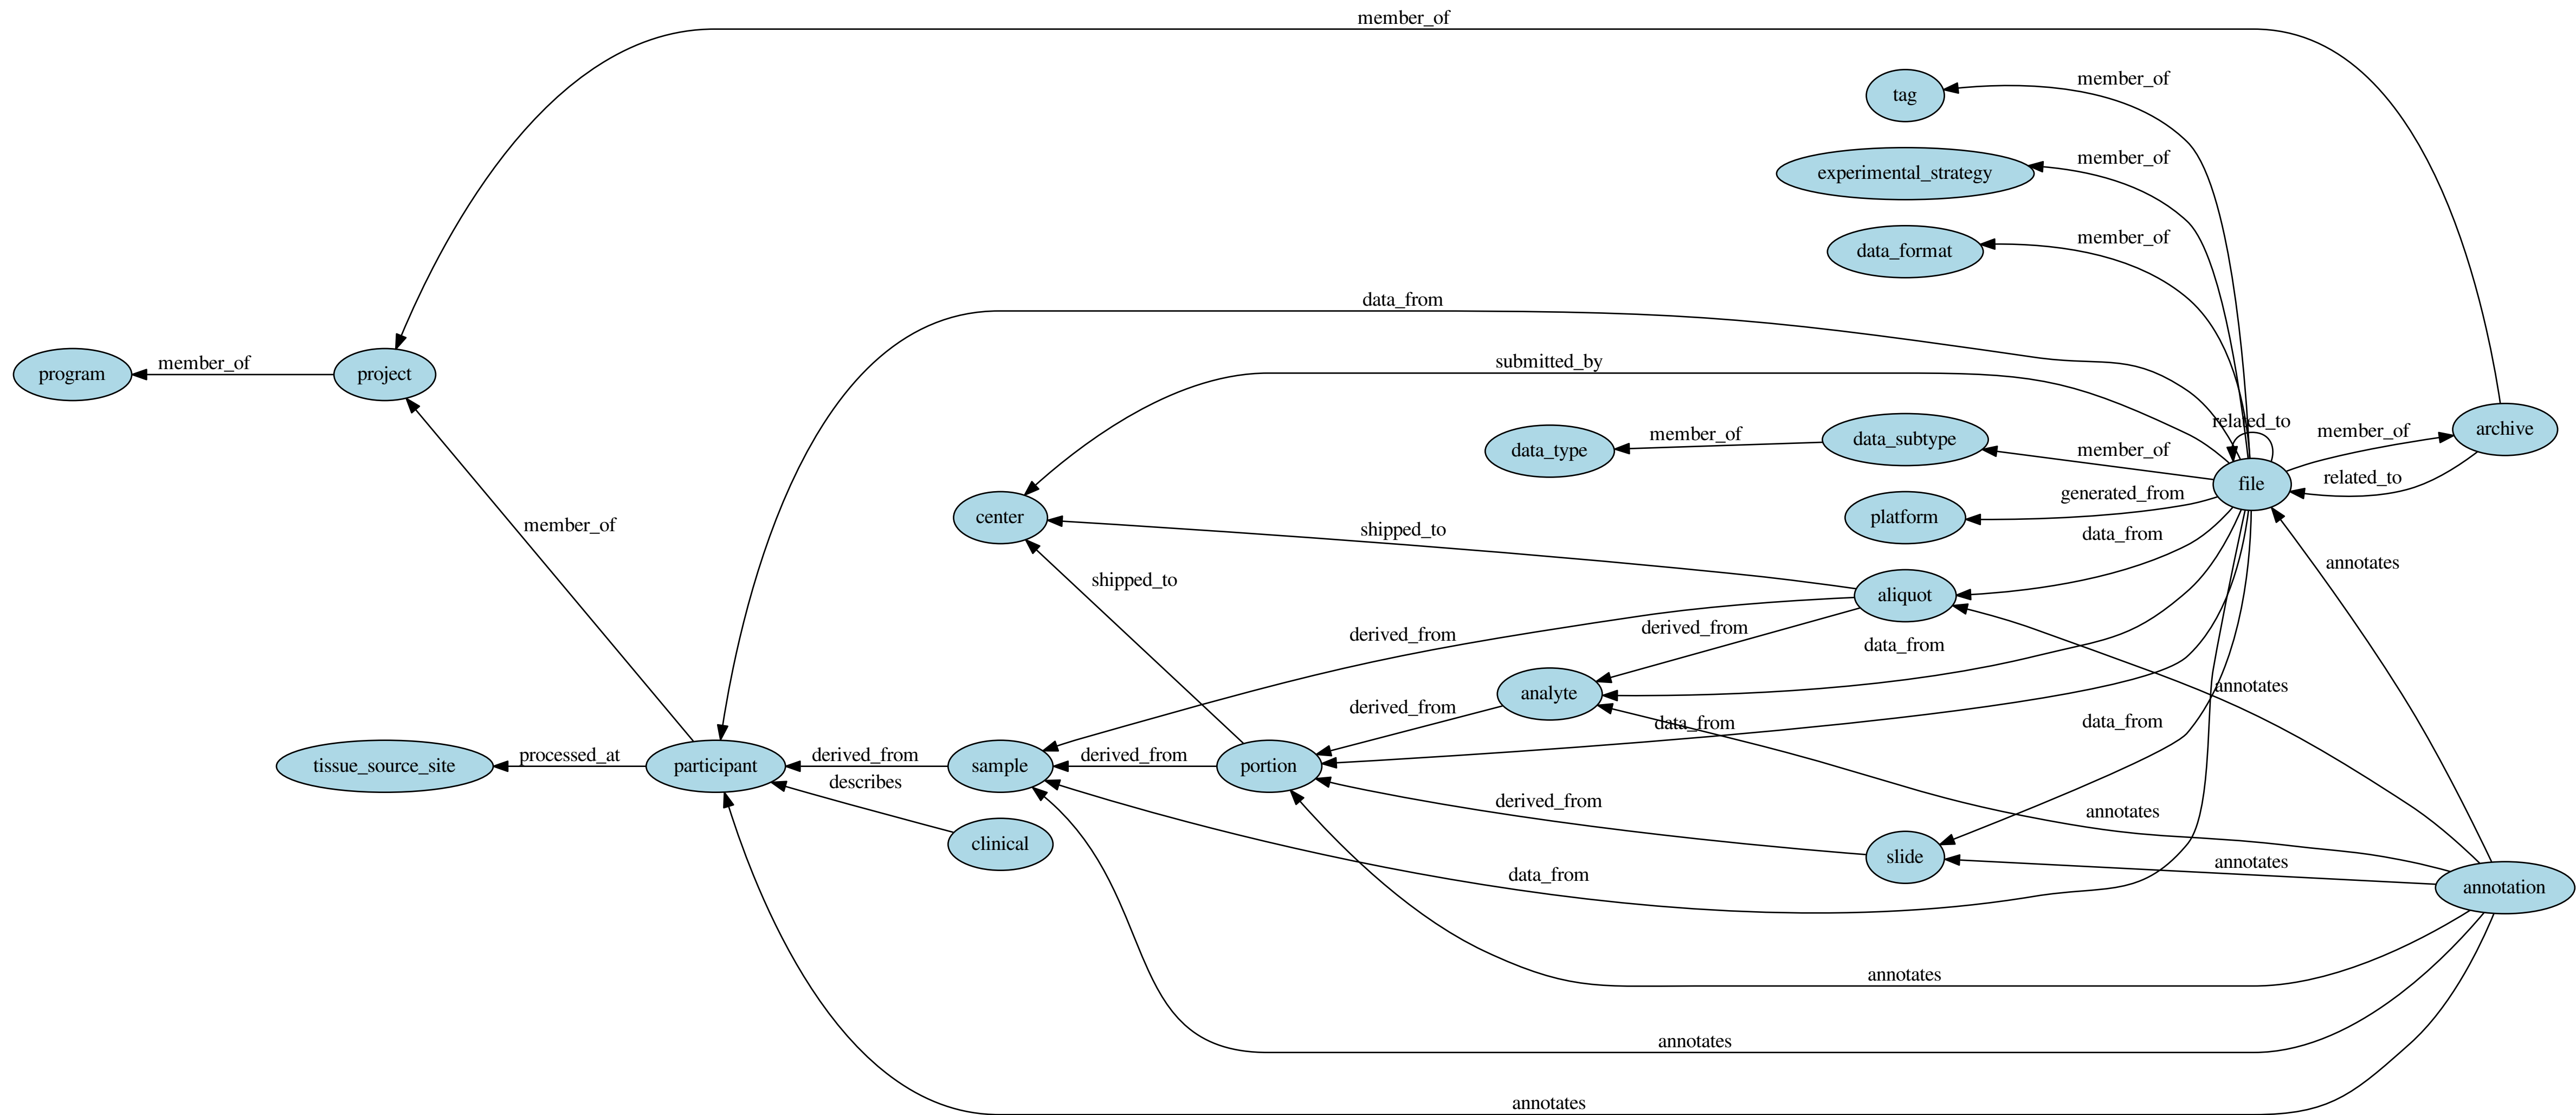 member_of
member_of
tag
member_of
experimental_strategy
member_of
data_format
data_from
submitted_by
program
member_of
project
related_to
member_of
archive
data_type
member_of
data_subtype
member_of
related_to
file
generated_from
center
platform
member_of
shipped_to
data_from
annotates
shipped_to
aliquot
derived_from
derived_from
data_from
analyte
annotates
derived_from
data_from
data_from
tissue_source_site
processed_at
participant
derived_from
sample
derived_from
portion
describes
derived_from
annotates
clinical
slide
annotates
data_from
annotation
annotates
annotates
annotates